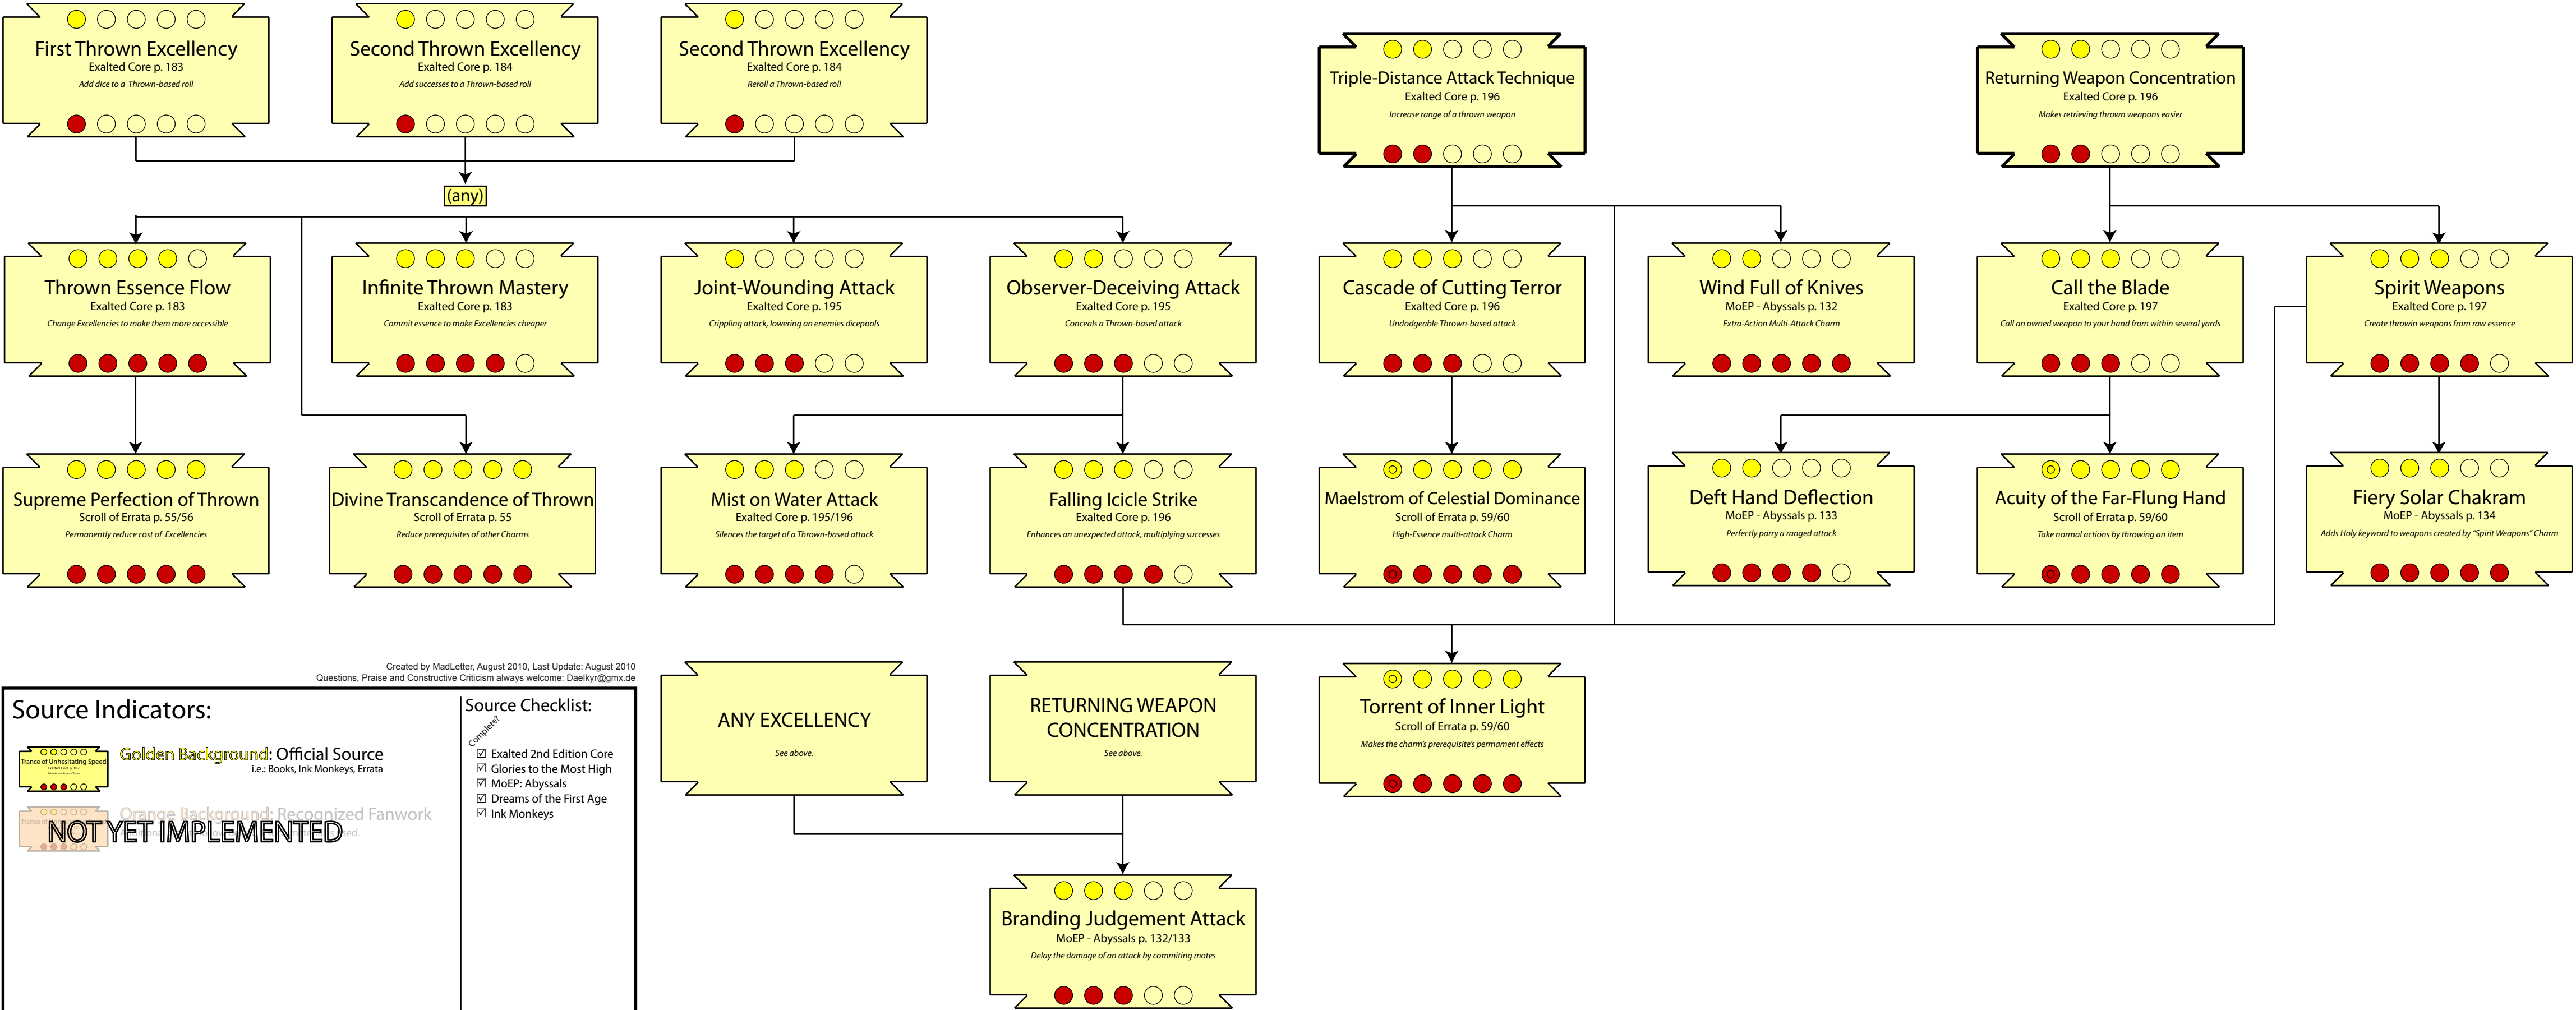 First Thrown Excellency
Exalted Core p. 183
Add dice to a Thrown-based roll
Second Thrown Excellency
Exalted Core p. 184
Add successes to a Thrown-based roll
Second Thrown Excellency
Exalted Core p. 184
Reroll a Thrown-based roll
Triple-Distance Attack Technique
Exalted Core p. 196
Increase range of a thrown weapon
Returning Weapon Concentration
Exalted Core p. 196
Makes retrieving thrown weapons easier
(any)
Thrown Essence Flow
Exalted Core p. 183
Change Excellencies to make them more accessible
Infinite Thrown Mastery
Exalted Core p. 183
Commit essence to make Excellencies cheaper
Joint-Wounding Attack
Exalted Core p. 195
Crippling attack, lowering an enemies dicepools
Observer-Deceiving Attack
Exalted Core p. 195
Conceals a Thrown-based attack
Cascade of Cutting Terror
Exalted Core p. 196
Undodgeable Thrown-based attack
Wind Full of Knives
MoEP - Abyssals p. 132
Extra-Action Multi-Attack Charm
Call the Blade
Exalted Core p. 197
Call an owned weapon to your hand from within several yards
Spirit Weapons
Exalted Core p. 197
Create throwin weapons from raw essence
Supreme Perfection of Thrown
Scroll of Errata p. 55/56
Permanently reduce cost of Excellencies
Divine Transcandence of Thrown
Scroll of Errata p. 55
Reduce prerequisites of other Charms
Mist on Water Attack
Exalted Core p. 195/196
Silences the target of a Thrown-based attack
Falling Icicle Strike
Exalted Core p. 196
Enhances an unexpected attack, multiplying successes
Maelstrom of Celestial Dominance
Scroll of Errata p. 59/60
High-Essence multi-attack Charm
Deft Hand Deflection
MoEP - Abyssals p. 133
Perfectly parry a ranged attack
Acuity of the Far-Flung Hand
Scroll of Errata p. 59/60
Take normal actions by throwing an item
Fiery Solar Chakram
MoEP - Abyssals p. 134
Adds Holy keyword to weapons created by "Spirit Weapons" Charm
Created by MadLetter, August 2010, Last Update: August 2010
Questions, Praise and Constructive Criticism always welcome: Daelkyr@gmx.de
ANY EXCELLENCY
See above.
RETURNING WEAPON
CONCENTRATION
See above.
Torrent of Inner Light
Scroll of Errata p. 59/60
Makes the charm's prerequisite's permament effects
Source Indicators:
Trance of Unhesitating Speed
Exalted Core p. 187
Golden Background: Official Source
i.e.: Books, Ink Monkeys, Errata
Orange Background: Recognized Fanwork
NOT YET IMPLEMENTED
Source Checklist:
Complete?
Exalted 2nd Edition Core
Glories to the Most High
MoEP: Abyssals
Dreams of the First Age
Ink Monkeys
Branding Judgement Attack
MoEP - Abyssals p. 132/133
Delay the damage of an attack by commiting motes